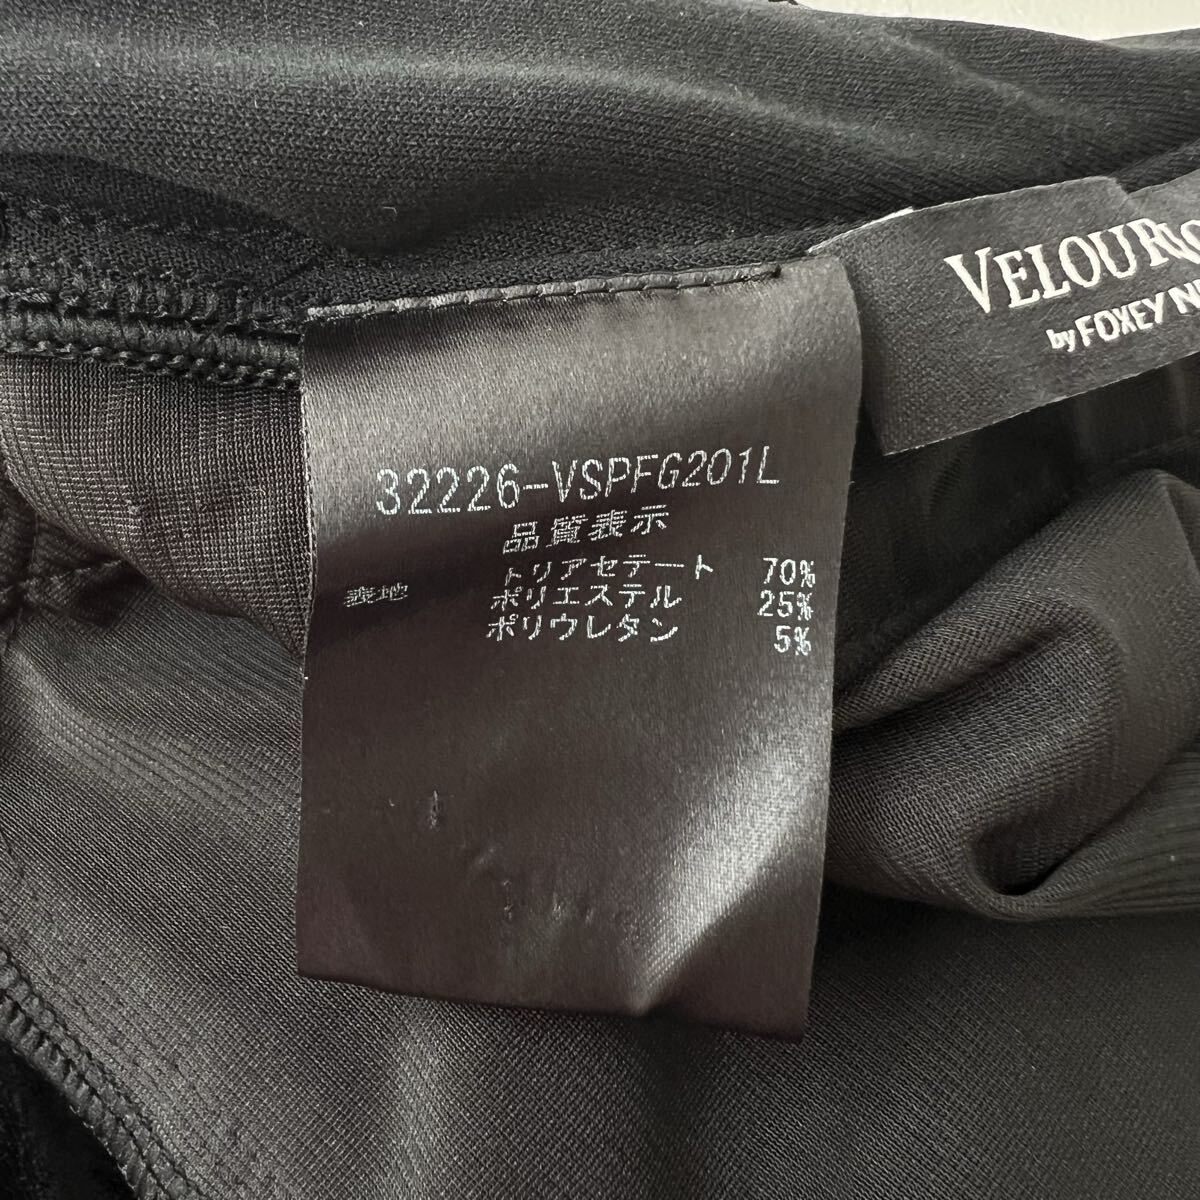 VELOUR
by FOXEY
32226-VSPFG201L
品質表示
表地 トリアセテート 70%
ポリエステル 25%
ポリウレタン 5%